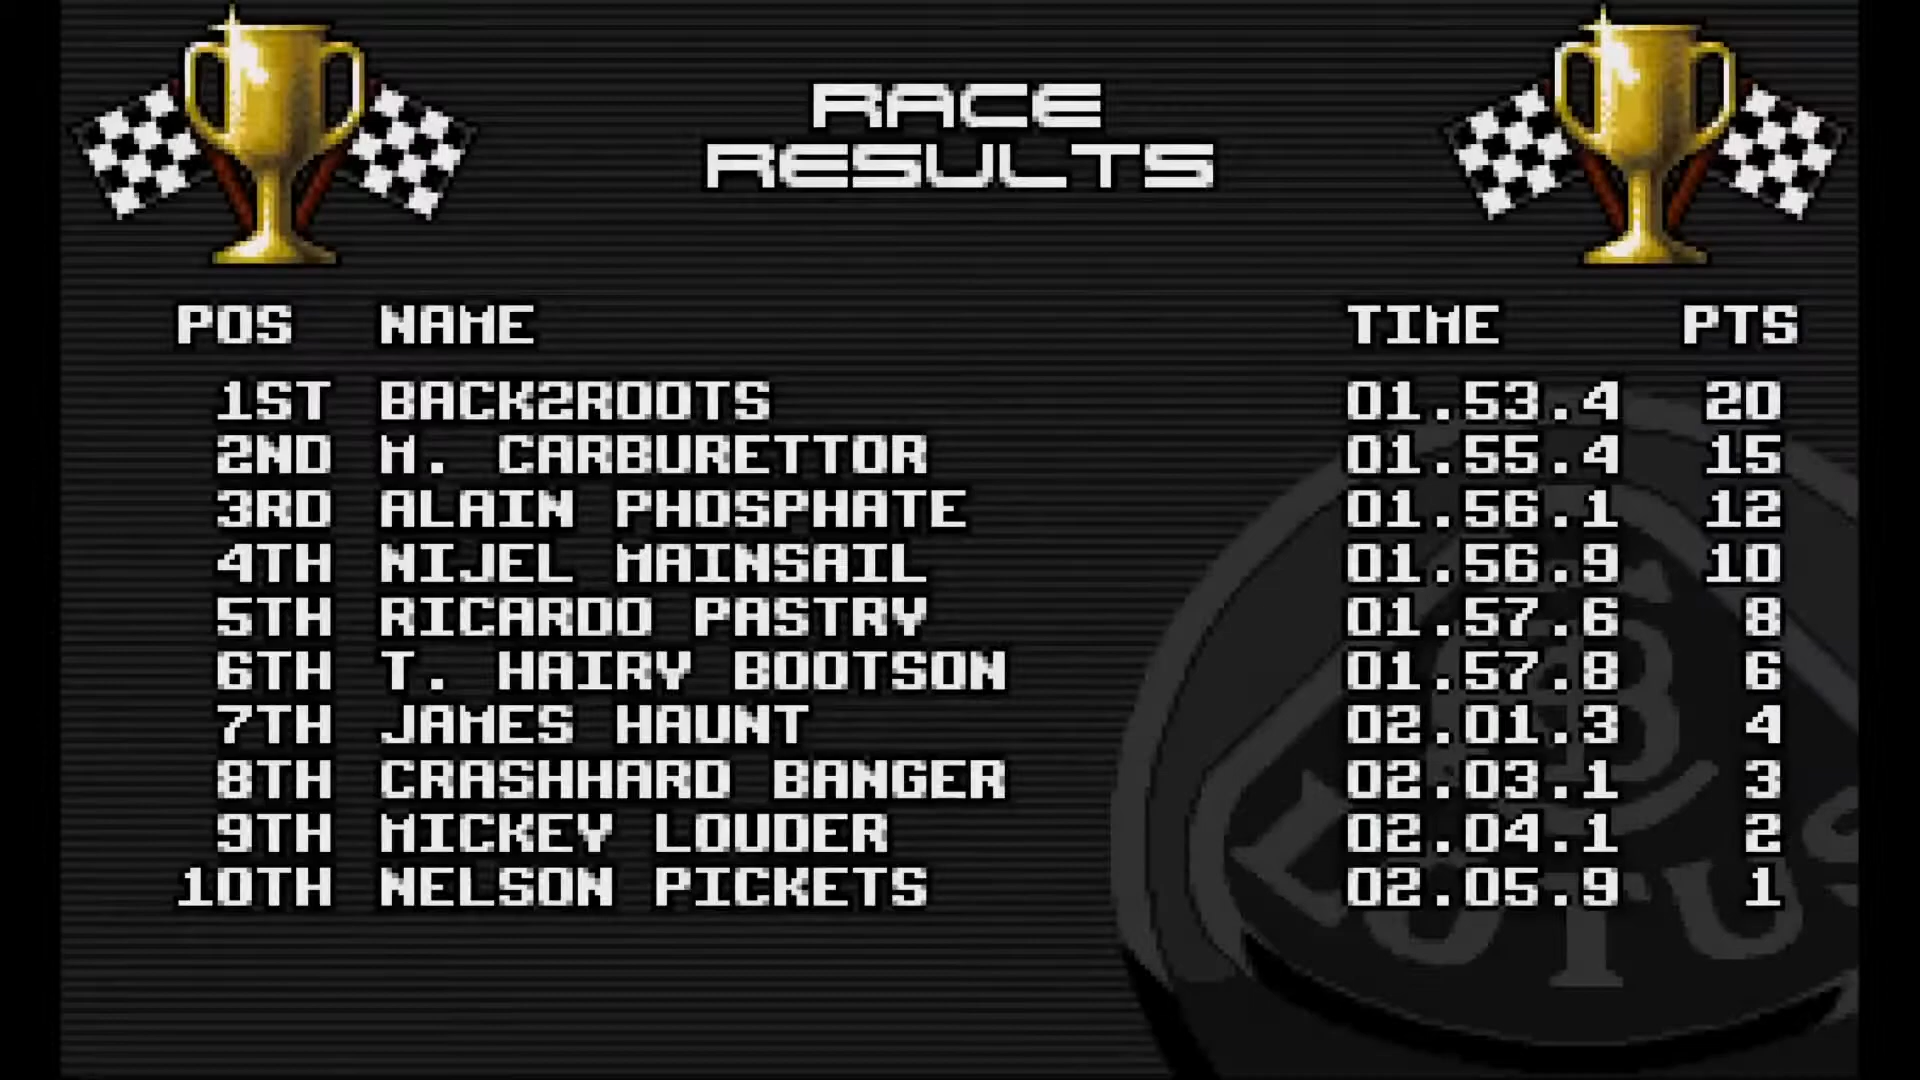 RACE
RESULTS
POS NAME TIME PTS
1ST BACK2ROOTS 01.53.4 20
2ND M. CARBURETTOR 01.55.4 15
3RD ALAIN PHOSPHATE 01.56.1 12
4TH NIJEL MAINSAIL 01.56.9 10
5TH RICARDO PASTRY 01.57.6 8
6TH T. HAIRY BOOTSON 01.57.8 6
7TH JAMES HAUNT 02.01.3 4
8TH CRASHHARD BANGER 02.03.1 3
9TH MICKEY LOUDER 02.04.1 2
10TH NELSON PICKETS 02.05.9 1
LOTUS